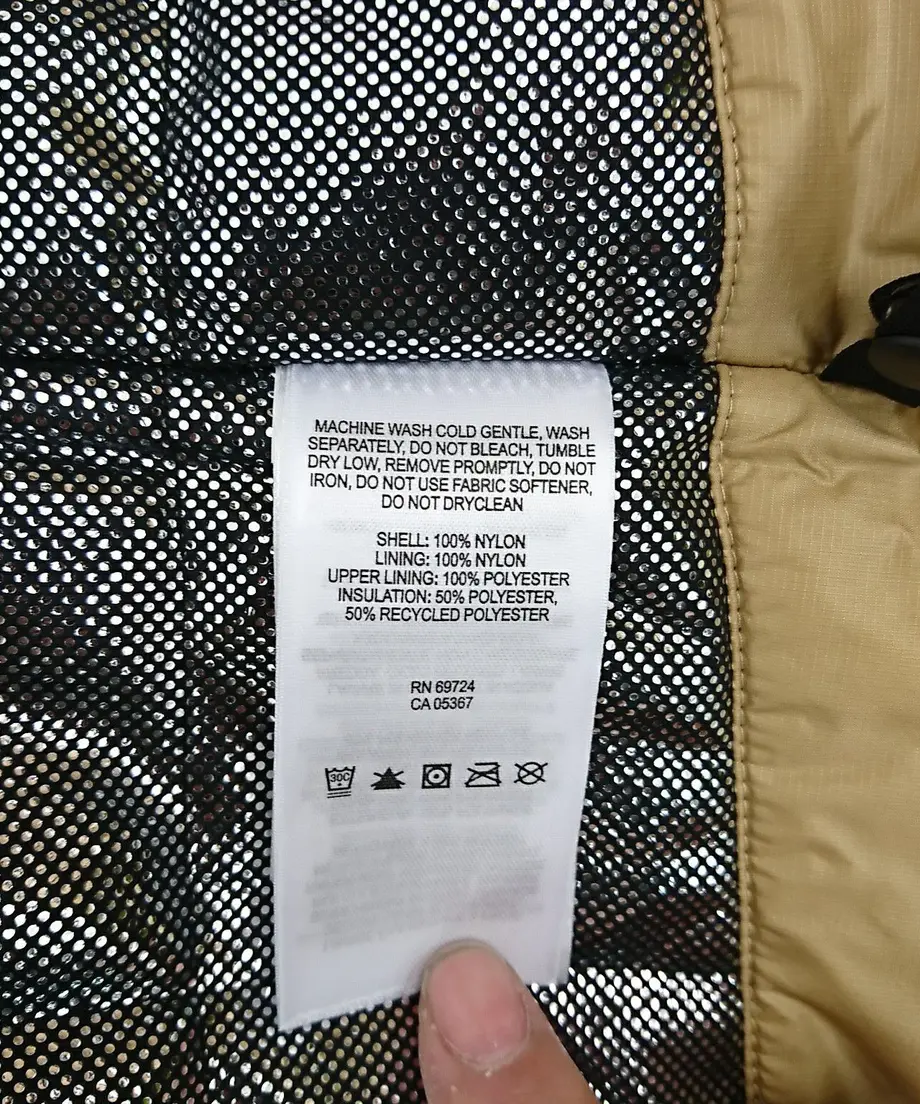 MACHINE WASH COLD GENTLE, WASH
SEPARATELY, DO NOT BLEACH, TUMBLE
DRY LOW, REMOVE PROMPTLY, DO NOT
IRON, DO NOT USE FABRIC SOFTENER,
DO NOT DRYCLEAN
SHELL: 100% NYLON
LINING: 100% NYLON
UPPER LINING: 100% POLYESTER
INSULATION: 50% POLYESTER,
50% RECYCLED POLYESTER
RN 69724
CA 05367
30C